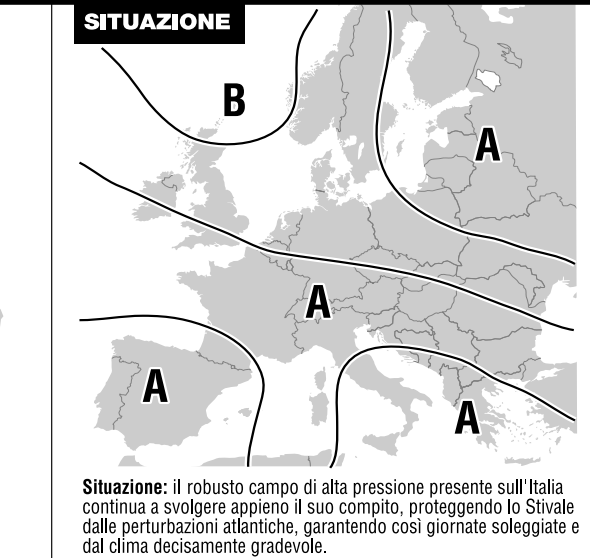 SITUAZIONE
B
A
A
A
A
Situazione: il robusto campo di alta pressione presente sull'Italia
continua a svolgere appieno il suo compito, proteggendo lo Stivale
dalle perturbazioni atlantiche, garantendo così giornate soleggiate e
dal clima decisamente gradevole.